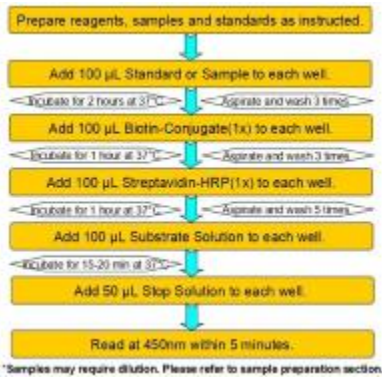 Prepare reagents, samples and standards as instructed.
Add 100 µL Standard or Sample to each well.
Incubate for 2 hours at 37°C
Aspirate and wash 3 times
Add 100 µL Biotin-Conjugate(1x) to each well.
Incubate for 1 hour at 37°C
Aspirate and wash 3 times
Add 100 µL Streptavidin-HRP(1x) to each well.
Incubate for 1 hour at 37°C
Aspirate and wash 5 times
Add 100 µL Substrate Solution to each well.
Incubate for 15-20 min at 37°C
Add 50 µL Stop Solution to each well.
Read at 450nm within 5 minutes.
*Samples may require dilution. Please refer to sample preparation section